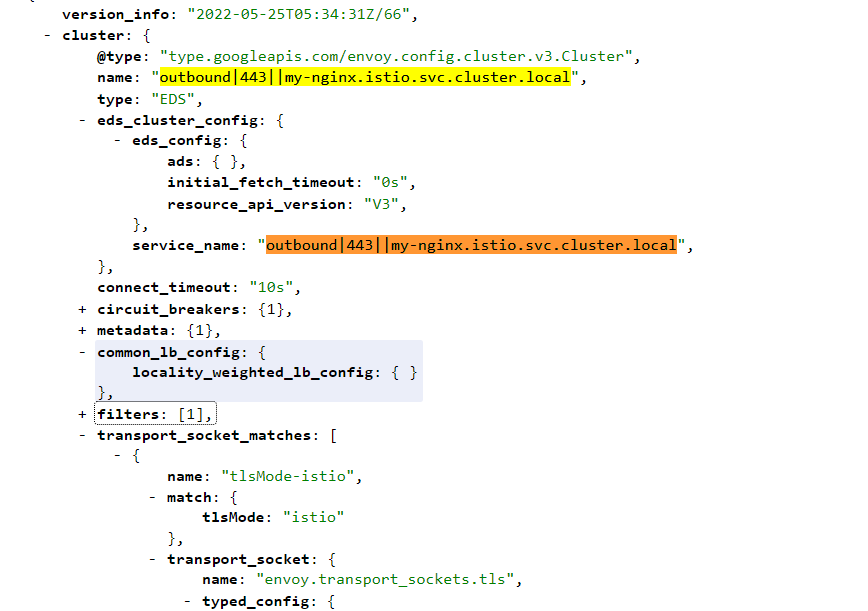 version_info: "2022-05-25T05:34:31Z/66",
- cluster: {
@type: "type.googleapis.com/envoy.config.cluster.v3.Cluster",
name: "outbound|443||my-nginx.istio.svc.cluster.local",
type: "EDS",
- eds_cluster_config: {
- eds_config: {
ads: { },
initial_fetch_timeout: "0s",
resource_api_version: "V3",
},
service_name: "outbound|443||my-nginx.istio.svc.cluster.local",
},
connect_timeout: "10s",
+ circuit_breakers: {1},
+ metadata: {1},
- common_lb_config: {
locality_weighted_lb_config: { }
},
+ filters: [1],
- transport_socket_matches: [
- {
name: "tlsMode-istio",
- match: {
tlsMode: "istio"
},
- transport_socket: {
name: "envoy.transport_sockets.tls",
- typed_config: {